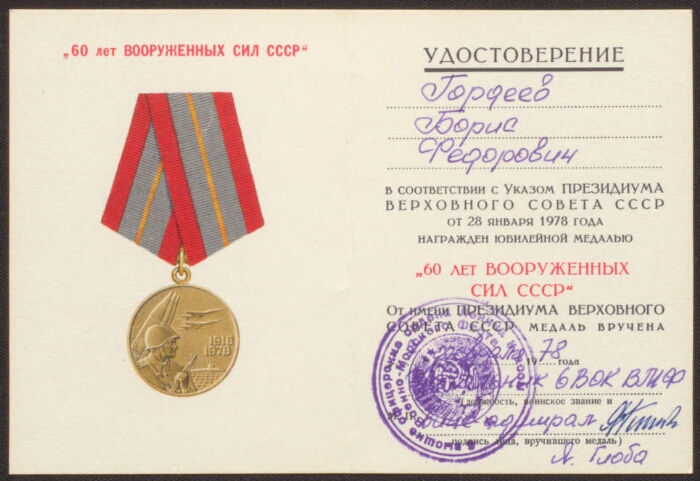 „60 лет ВООРУЖЕННЫХ СИЛ СССР“
1918
1978
УДОСТОВЕРЕНИЕ
Гордеев
Борис
Федорович
В СООТВЕТСТВИИ С УКАЗОМ ПРЕЗИДИУМА
ВЕРХОВНОГО СОВЕТА СССР
ОТ 28 ЯНВАРЯ 1978 ГОДА
НАГРАЖДЕН ЮБИЛЕЙНОЙ МЕДАЛЬЮ
„60 ЛЕТ ВООРУЖЕННЫХ
СИЛ СССР“
ОТ ИМЕНИ ПРЕЗИДИУМА ВЕРХОВНОГО
СОВЕТА СССР МЕДАЛЬ ВРУЧЕНА
1978 года
6 ВОК ВМФ
(должность, воинское звание и
вице адмирал
подпись лица, вручившего медаль)
А. Глоба